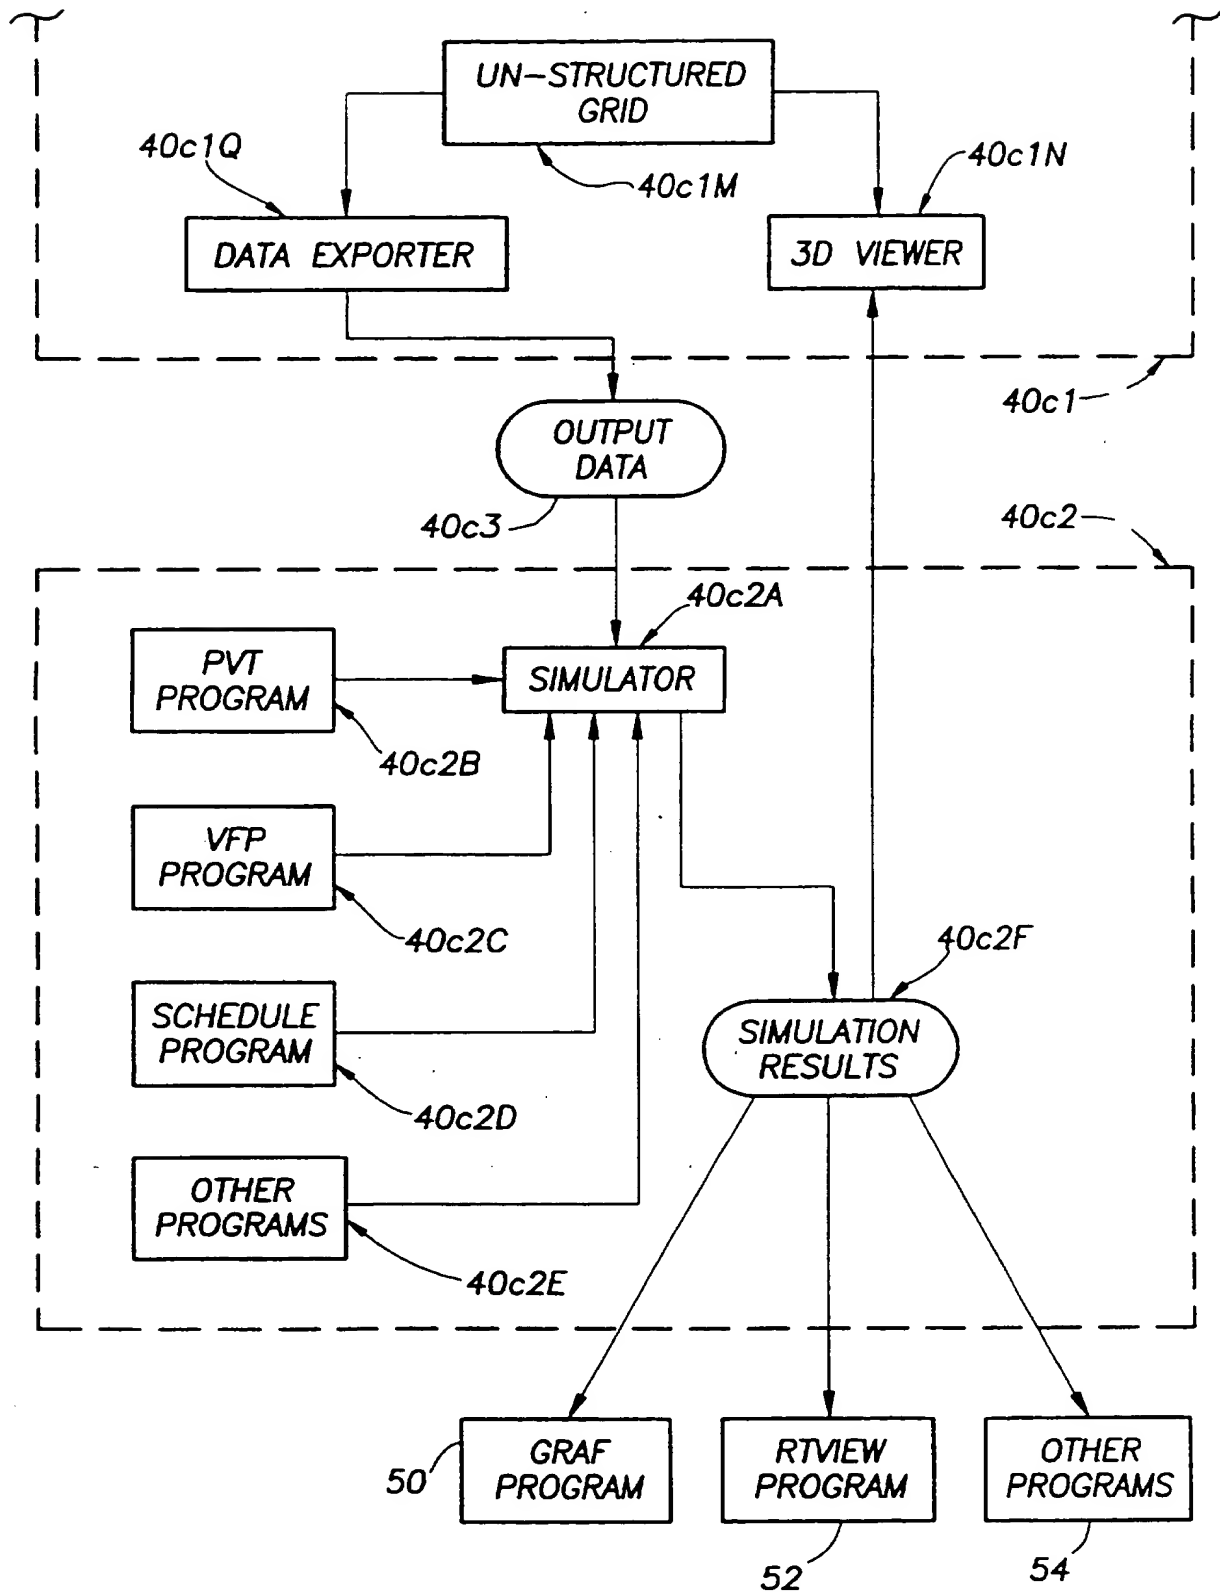 UN-STRUCTURED
GRID
40c1Q
40c1M
40c1N
DATA EXPORTER
3D VIEWER
40c1
OUTPUT
DATA
40c3
40c2
40c2A
PVT
PROGRAM
SIMULATOR
40c2B
VFP
PROGRAM
40c2C
40c2F
SCHEDULE
PROGRAM
SIMULATION
RESULTS
40c2D
OTHER
PROGRAMS
40c2E
GRAF
PROGRAM
50
RTVIEW
PROGRAM
52
OTHER
PROGRAMS
54